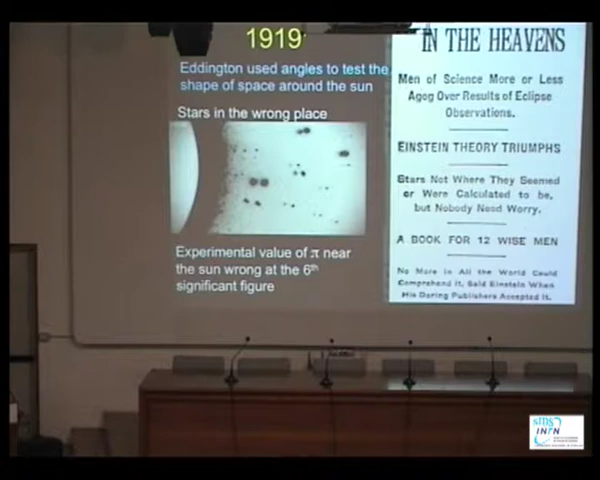 1919
Eddington used angles to test the
shape of space around the sun
Stars in the wrong place
Experimental value of π near
the sun wrong at the 6th
significant figure
IN THE HEAVENS
Men of Science More or Less
Agog Over Results of Eclipse
Observations.
EINSTEIN THEORY TRIUMPHS
Stars Not Where They Seemed
or Were Calculated to be,
but Nobody Need Worry.
A BOOK FOR 12 WISE MEN
No More in All the World Could
Comprehend it, Said Einstein When
His Daring Publishers Accepted It.
INFN